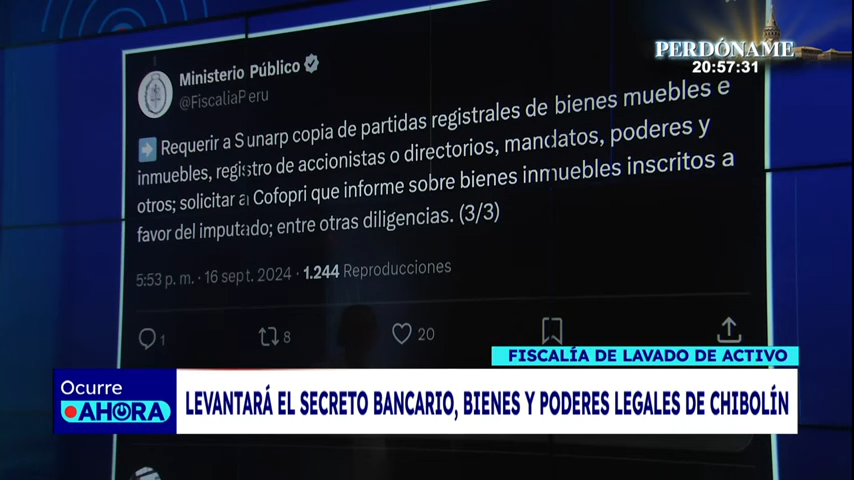 PERDÓNAME
20:57:31
Ministerio Público
@FiscaliaPeru
Requerir a Sunarp copia de partidas registrales de bienes muebles e
inmuebles, registro de accionistas o directorios, mandatos, poderes y
otros; solicitar a Cofopri que informe sobre bienes inmuebles inscritos a
favor del imputado; entre otras diligencias. (3/3)
5:53 p. m. · 16 sept. 2024 · 1.244 Reproducciones
1 8 20
FISCALÍA DE LAVADO DE ACTIVO
Ocurre
AHORA
LEVANTARÁ EL SECRETO BANCARIO, BIENES Y PODERES LEGALES DE CHIBOLÍN